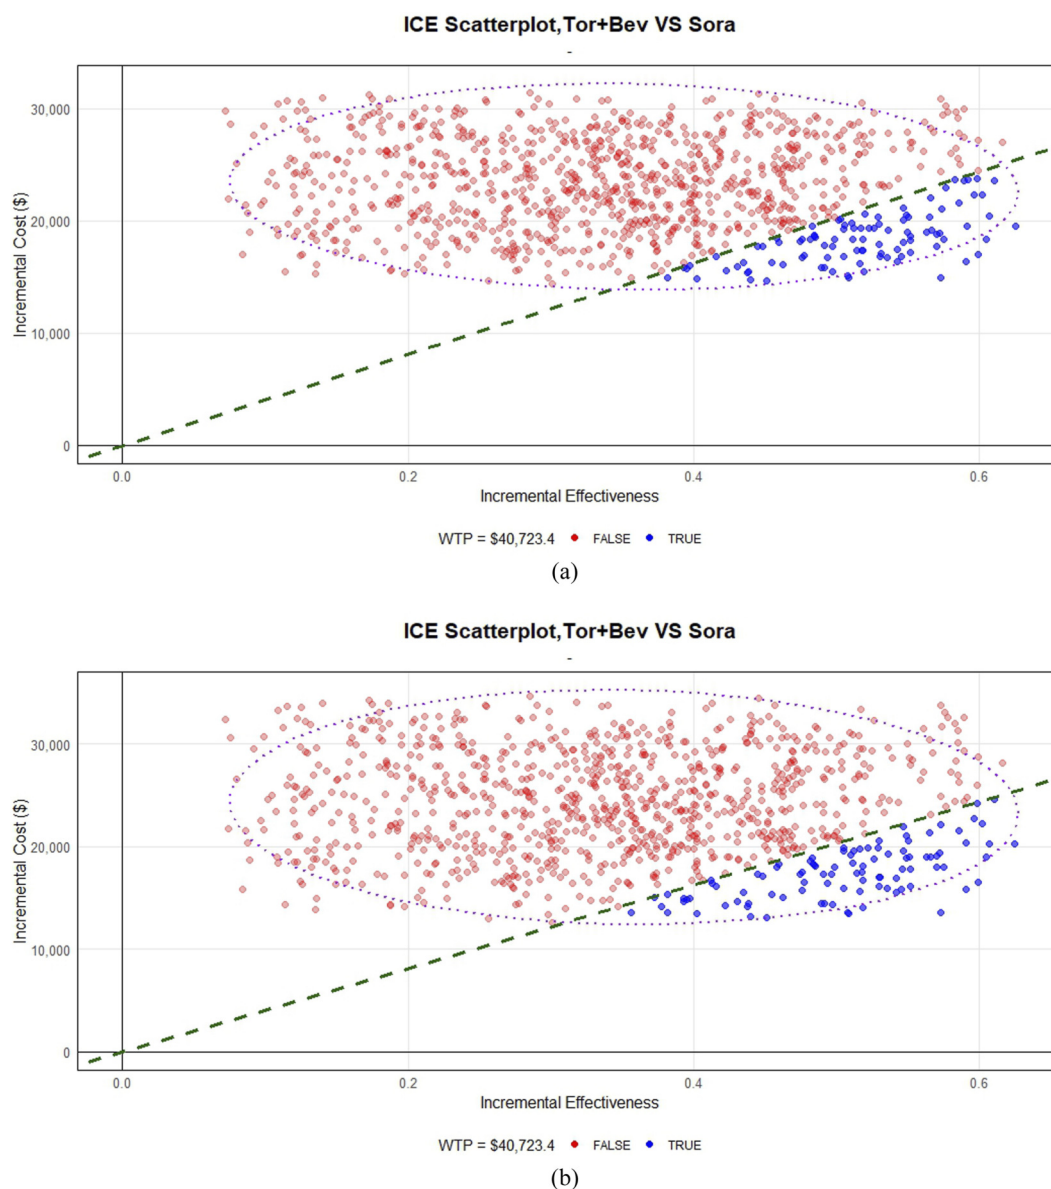 ICE Scatterplot,Tor+Bev VS Sora
-
Incremental Cost ($)
30,000
20,000
10,000
0
0.0 0.2 0.4 0.6
Incremental Effectiveness
WTP = $40,723.4 FALSE TRUE
(a)
ICE Scatterplot,Tor+Bev VS Sora
-
Incremental Cost ($)
30,000
20,000
10,000
0
0.0 0.2 0.4 0.6
Incremental Effectiveness
WTP = $40,723.4 FALSE TRUE
(b)